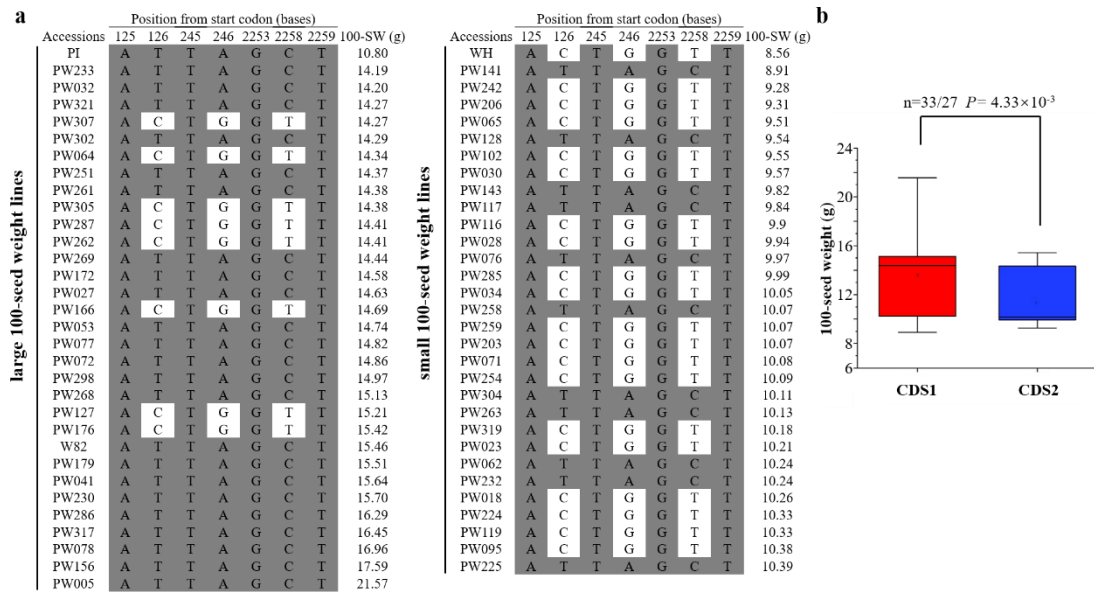 a
Position from start codon (bases)
Accessions 125 126 245 246 2253 2258 2259 100-SW (g)
PI A T T A G C T 10.80
PW233 A T T A G C T 14.19
PW032 A T T A G C T 14.20
PW321 A T T A G C T 14.27
PW307 A C T G G T T 14.27
PW302 A T T A G C T 14.29
PW064 A C T G G T T 14.34
PW251 A T T A G C T 14.37
PW261 A T T A G C T 14.38
PW305 A C T G G T T 14.38
PW287 A C T G G T T 14.41
PW262 A C T G G T T 14.41
PW269 A T T A G C T 14.44
PW172 A T T A G C T 14.58
PW027 A T T A G C T 14.63
PW166 A C T G G T T 14.69
PW053 A T T A G C T 14.74
PW077 A T T A G C T 14.82
PW072 A T T A G C T 14.86
PW298 A T T A G C T 14.97
PW268 A T T A G C T 15.13
PW127 A C T G G T T 15.21
PW176 A C T G G T T 15.42
W82 A T T A G C T 15.46
PW179 A T T A G C T 15.51
PW041 A T T A G C T 15.64
PW230 A T T A G C T 15.70
PW286 A T T A G C T 16.29
PW317 A T T A G C T 16.45
PW078 A T T A G C T 16.96
PW156 A T T A G C T 17.59
PW005 A T T A G C T 21.57
large 100-seed weight lines
Position from start codon (bases)
Accessions 125 126 245 246 2253 2258 2259 100-SW (g)
WH A C T G G T T 8.56
PW141 A T T A G C T 8.91
PW242 A C T G G T T 9.28
PW206 A C T G G T T 9.31
PW065 A C T G G T T 9.51
PW128 A T T A G C T 9.54
PW102 A C T G G T T 9.55
PW030 A C T G G T T 9.57
PW143 A T T A G C T 9.82
PW117 A T T A G C T 9.84
PW116 A C T G G T T 9.9
PW028 A C T G G T T 9.94
PW076 A T T A G C T 9.97
PW285 A C T G G T T 9.99
PW034 A C T G G T T 10.05
PW258 A T T A G C T 10.07
PW259 A C T G G T T 10.07
PW203 A C T G G T T 10.07
PW071 A C T G G T T 10.08
PW254 A C T G G T T 10.09
PW304 A T T A G C T 10.11
PW263 A T T A G C T 10.13
PW319 A C T G G T T 10.18
PW023 A C T G G T T 10.21
PW062 A T T A G C T 10.24
PW232 A T T A G C T 10.24
PW018 A C T G G T T 10.26
PW224 A C T G G T T 10.33
PW119 A C T G G T T 10.33
PW095 A C T G G T T 10.38
PW225 A T T A G C T 10.39
small 100-seed weight lines
b
n=33/27 P = 4.33×10⁻³
24
20
16
12
8
6
100-seed weight (g)
CDS1 CDS2